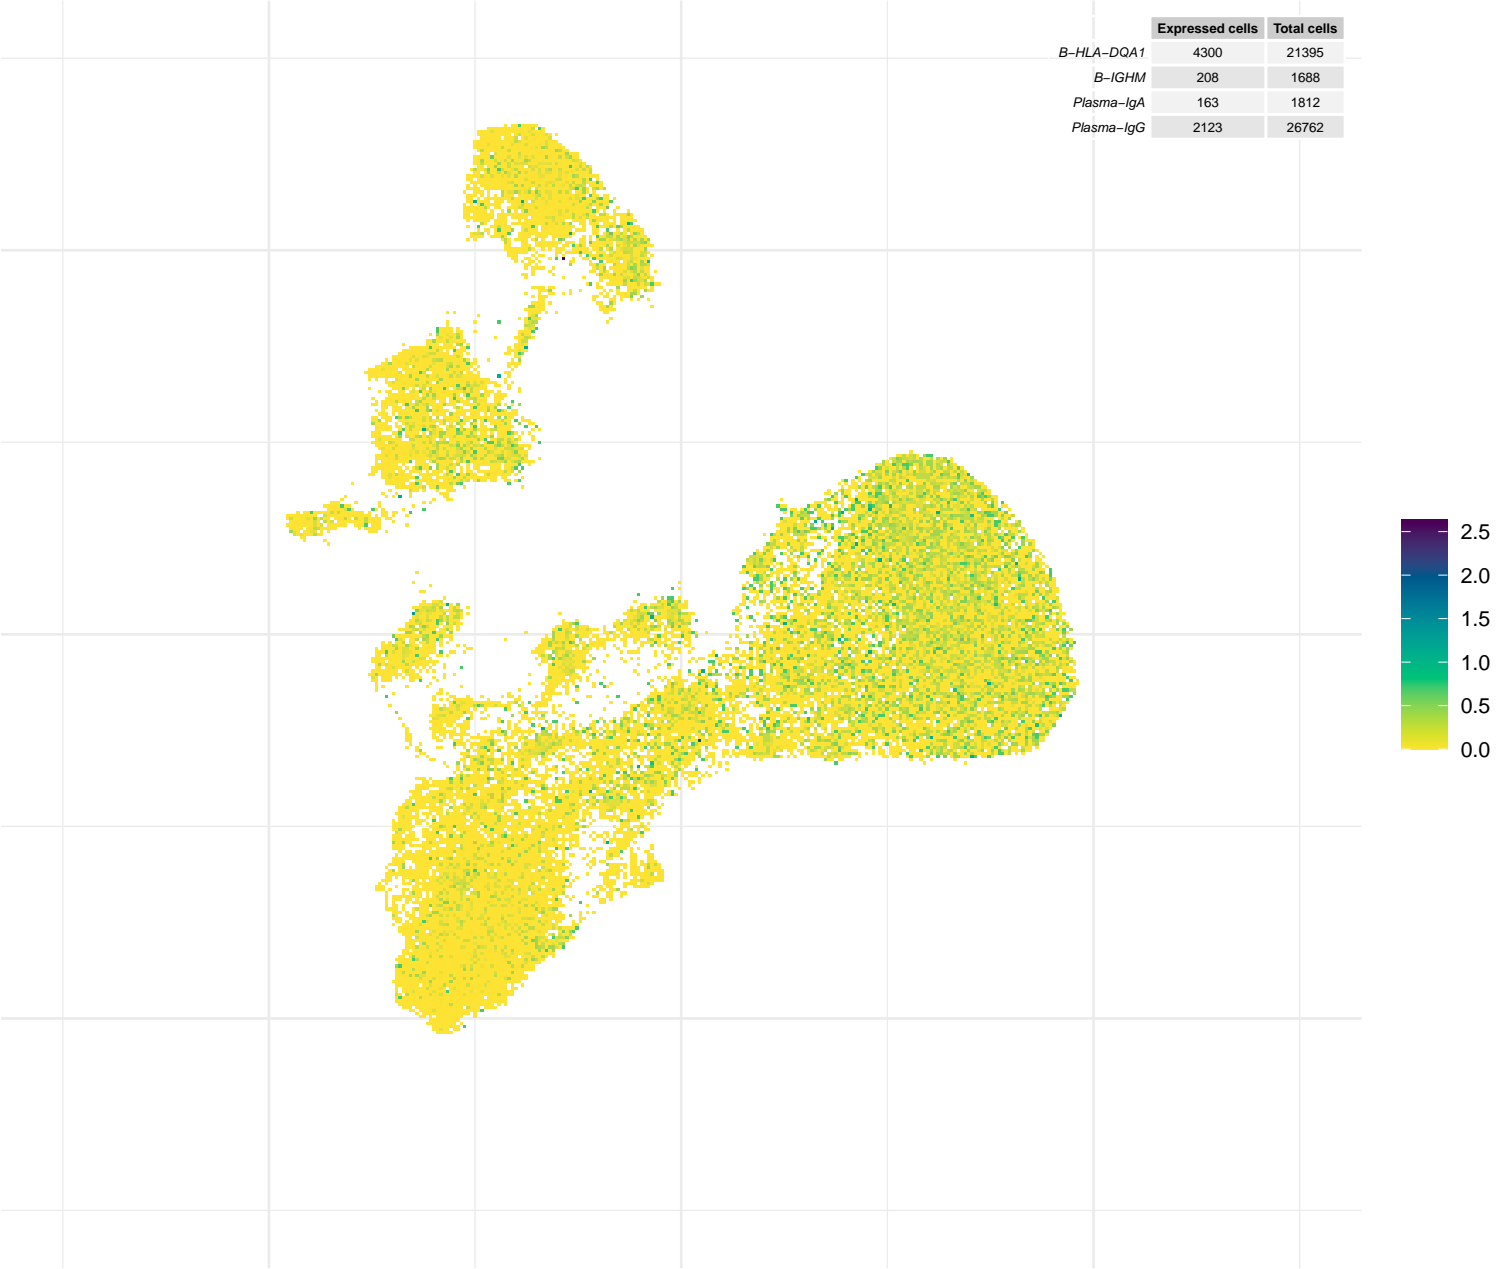 Expressed cells Total cells
B−HLA−DQA1 4300 21395
B−IGHM 208 1688
Plasma−IgA 163 1812
Plasma−IgG 2123 26762
2.5
2.0
1.5
1.0
0.5
0.0